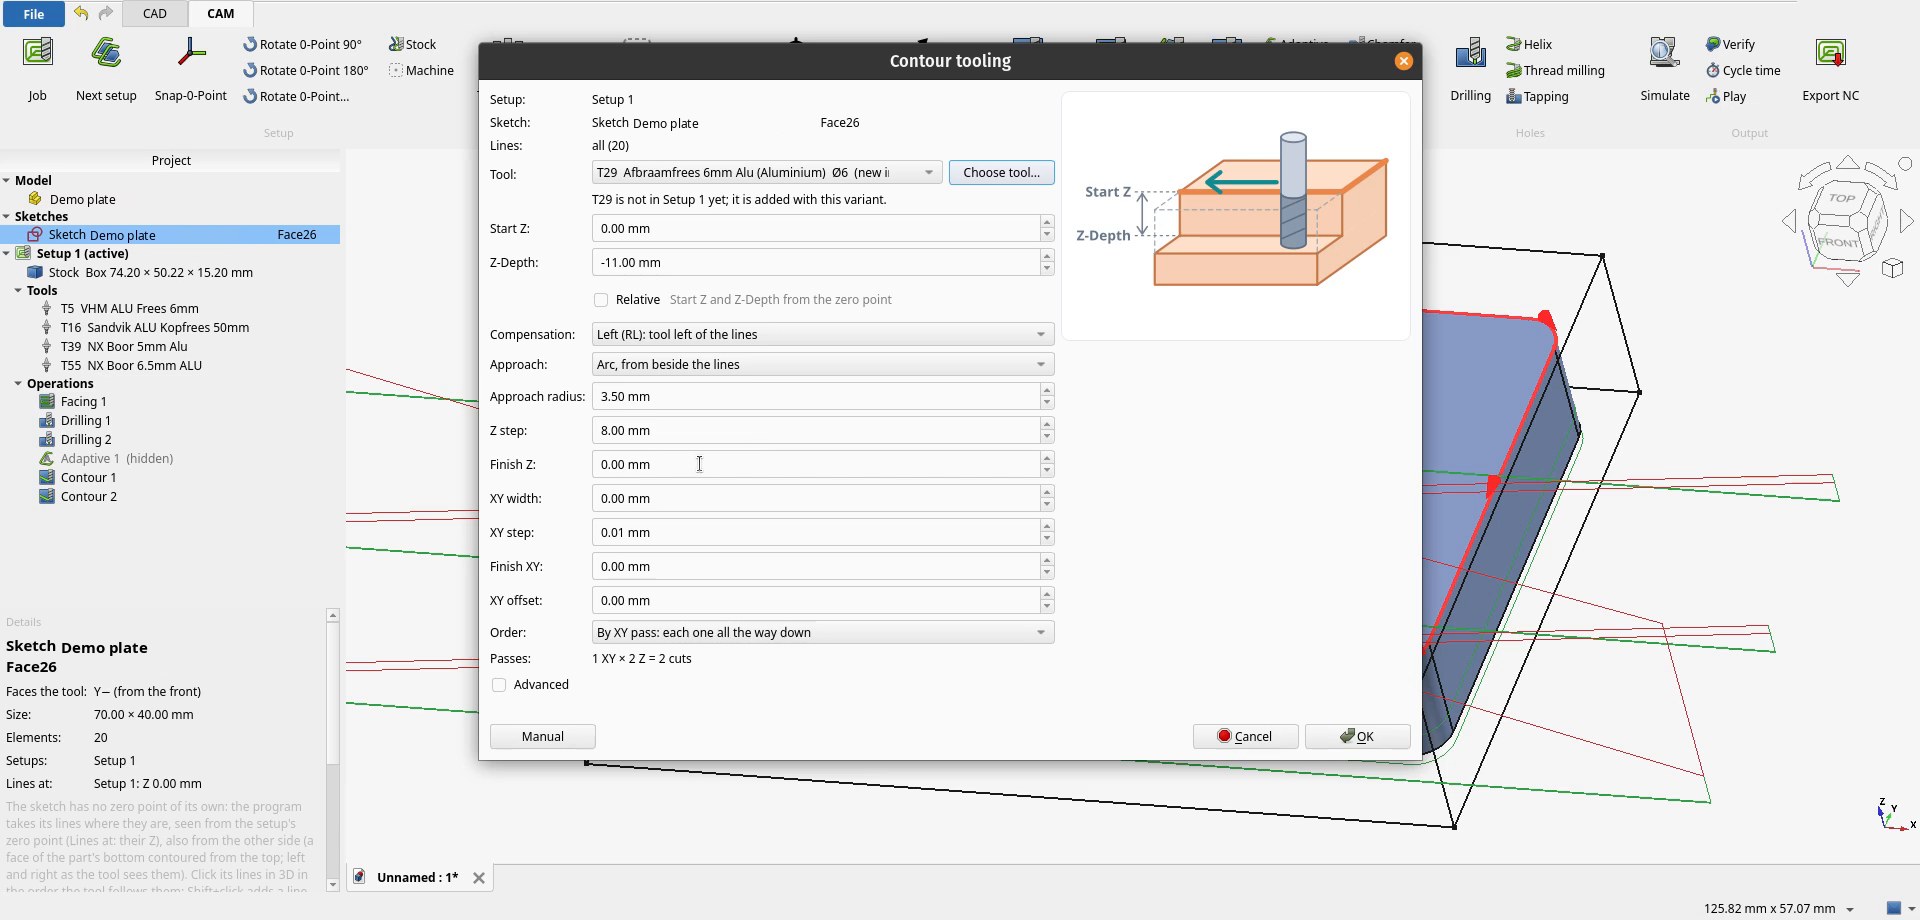 File
CAD
CAM
Job
Next setup
Snap-0-Point
Rotate 0-Point 90°
Rotate 0-Point 180°
Rotate 0-Point...
Stock
Machine
Setup
Drilling
Helix
Thread milling
Tapping
Holes
Simulate
Verify
Cycle time
Play
Export NC
Output
Project
Model
Demo plate
Sketches
Sketch Demo plate Face26
Setup 1 (active)
Stock Box 74.20 × 50.22 × 15.20 mm
Tools
T5 VHM ALU Frees 6mm
T16 Sandvik ALU Kopfrees 50mm
T39 NX Boor 5mm Alu
T55 NX Boor 6.5mm ALU
Operations
Facing 1
Drilling 1
Drilling 2
Adaptive 1 (hidden)
Contour 1
Contour 2
Details
Sketch Demo plate
Face26
Faces the tool: Y− (from the front)
Size: 70.00 × 40.00 mm
Elements: 20
Setups: Setup 1
Lines at: Setup 1: Z 0.00 mm
The sketch has no zero point of its own: the program
takes its lines where they are, seen from the setup's
zero point (Lines at: their Z), also from the other side (a
face of the part's bottom contoured from the top; left
and right as the tool sees them). Click its lines in 3D in
the order the tool follows them; Shift+click adds a line
Contour tooling
Setup: Setup 1
Sketch: Sketch Demo plate Face26
Lines: all (20)
Tool: T29 Afbraamfrees 6mm Alu (Aluminium) Ø6 (new i
Choose tool...
T29 is not in Setup 1 yet; it is added with this variant.
Start Z: 0.00 mm
Z-Depth: -11.00 mm
Relative Start Z and Z-Depth from the zero point
Compensation: Left (RL): tool left of the lines
Approach: Arc, from beside the lines
Approach radius: 3.50 mm
Z step: 8.00 mm
Finish Z: 0.00 mm
XY width: 0.00 mm
XY step: 0.01 mm
Finish XY: 0.00 mm
XY offset: 0.00 mm
Order: By XY pass: each one all the way down
Passes: 1 XY × 2 Z = 2 cuts
Advanced
Manual
Cancel
OK
Start Z
Z-Depth
TOP
FRONT
Z
Y
X
Unnamed : 1*
125.82 mm x 57.07 mm